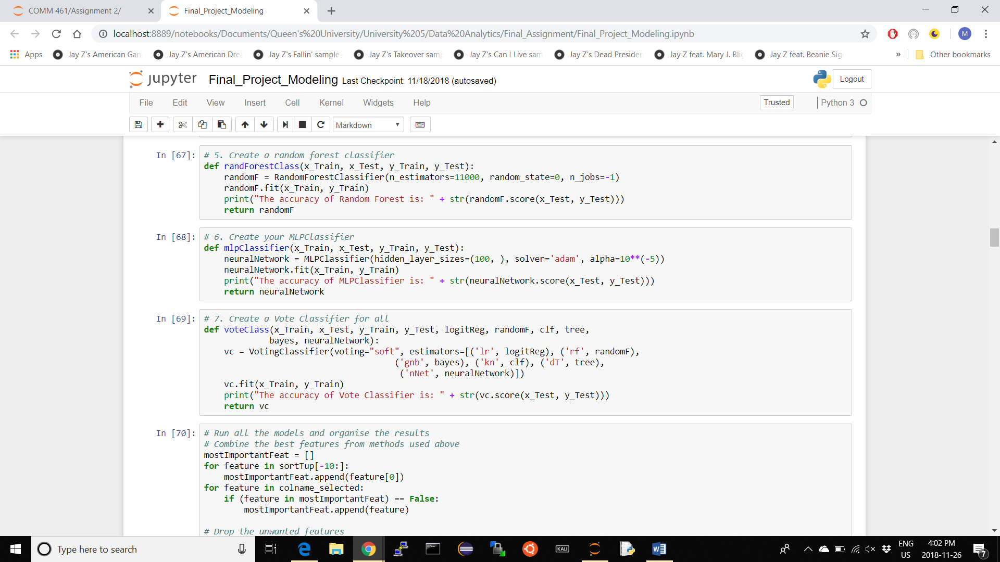 COMM 461/Assignment 2/
Final_Project_Modeling
localhost:8889/notebooks/Documents/Queen's%20University/University%205/Data%20Analytics/Final_Assignment/Final_Project_Modeling.ipynb
M
Apps
Jay Z's American Gan
Jay Z's American Dre
Jay Z's Fallin' sample
Jay Z's Takeover samp
Jay Z's Can I Live sam
Jay Z's Dead Presiden
Jay Z feat. Mary J. Blig
Jay Z feat. Beanie Sig
»
Other bookmarks
jupyter Final_Project_Modeling Last Checkpoint: 11/18/2018 (autosaved)
Logout
File Edit View Insert Cell Kernel Widgets Help
Trusted
Python 3
Markdown
In [67]:
# 5. Create a random forest classifier
def randForestClass(x_Train, x_Test, y_Train, y_Test):
    randomF = RandomForestClassifier(n_estimators=11000, random_state=0, n_jobs=-1)
    randomF.fit(x_Train, y_Train)
    print("The accuracy of Random Forest is: " + str(randomF.score(x_Test, y_Test)))
    return randomF
In [68]:
# 6. Create your MLPClassifier
def mlpClassifier(x_Train, x_Test, y_Train, y_Test):
    neuralNetwork = MLPClassifier(hidden_layer_sizes=(100, ), solver='adam', alpha=10**(-5))
    neuralNetwork.fit(x_Train, y_Train)
    print("The accuracy of MLPClassifier is: " + str(neuralNetwork.score(x_Test, y_Test)))
    return neuralNetwork
In [69]:
# 7. Create a Vote Classifier for all
def voteClass(x_Train, x_Test, y_Train, y_Test, logitReg, randomF, clf, tree,
             bayes, neuralNetwork):
    vc = VotingClassifier(voting="soft", estimators=[('lr', logitReg), ('rf', randomF),
                                      ('gnb', bayes), ('kn', clf), ('dT', tree),
                                       ('nNet', neuralNetwork)])
    vc.fit(x_Train, y_Train)
    print("The accuracy of Vote Classifier is: " + str(vc.score(x_Test, y_Test)))
    return vc
In [70]:
# Run all the models and organise the results
# Combine the best features from methods used above
mostImportantFeat = []
for feature in sortTup[-10:]:
    mostImportantFeat.append(feature[0])
for feature in colname_selected:
    if (feature in mostImportantFeat) == False:
        mostImportantFeat.append(feature)
# Drop the unwanted features
Type here to search
KALI
ENG
US
4:02 PM
2018-11-26
7